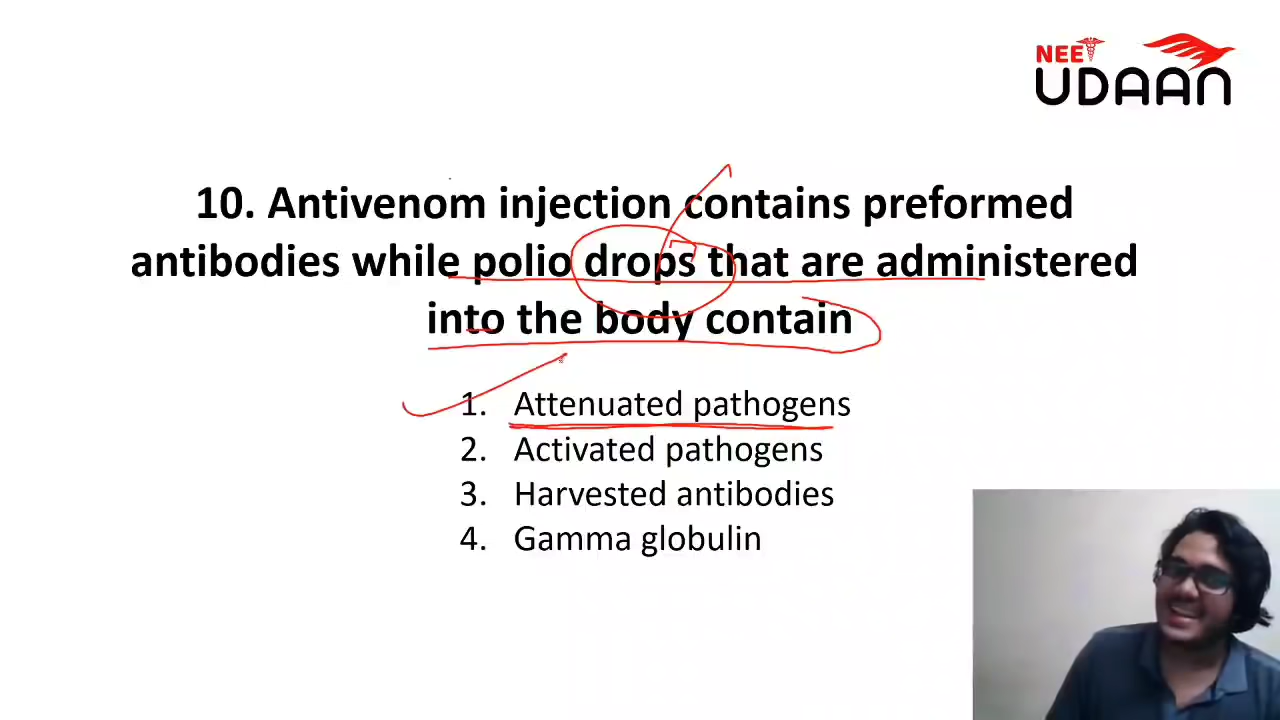 NEET
UDAAN
10. Antivenom injection contains preformed
antibodies while polio drops that are administered
into the body contain
1. Attenuated pathogens
2. Activated pathogens
3. Harvested antibodies
4. Gamma globulin